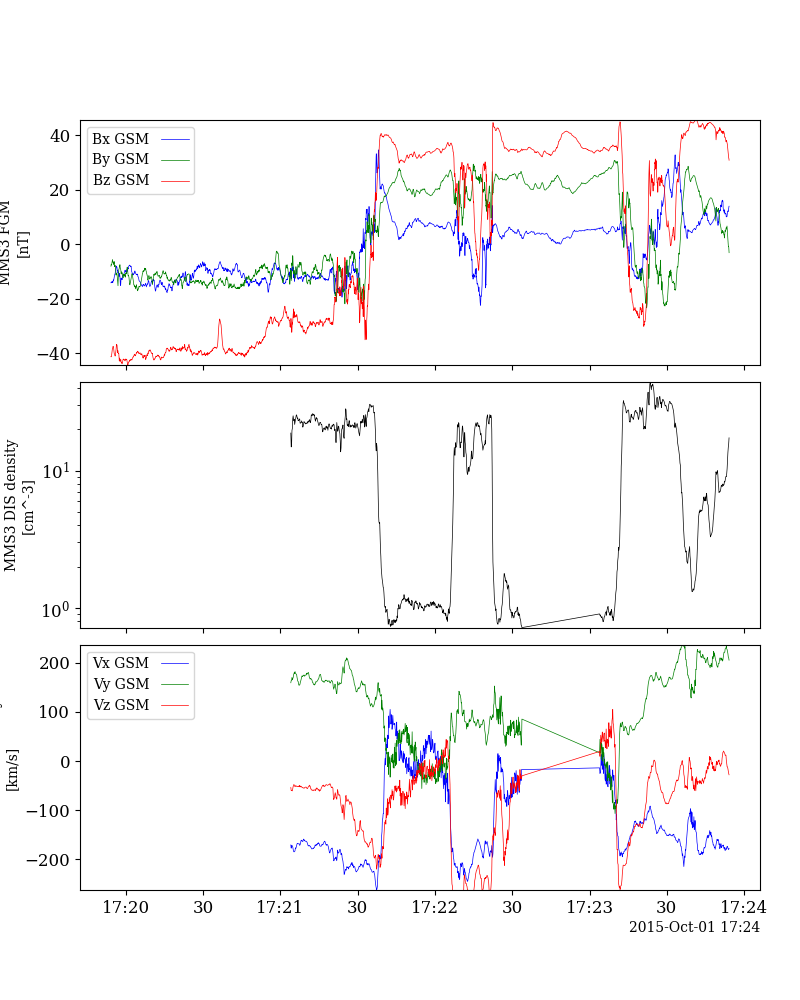 40
20
0
−20
−40
MMS3 FGM
[nT]
Bx GSM
By GSM
Bz GSM
10^1
10^0
MMS3 DIS density
[cm^-3]
200
100
0
−100
−200
[km/s]
Vx GSM
Vy GSM
Vz GSM
17:20 30 17:21 30 17:22 30 17:23 30 17:24
2015-Oct-01 17:24